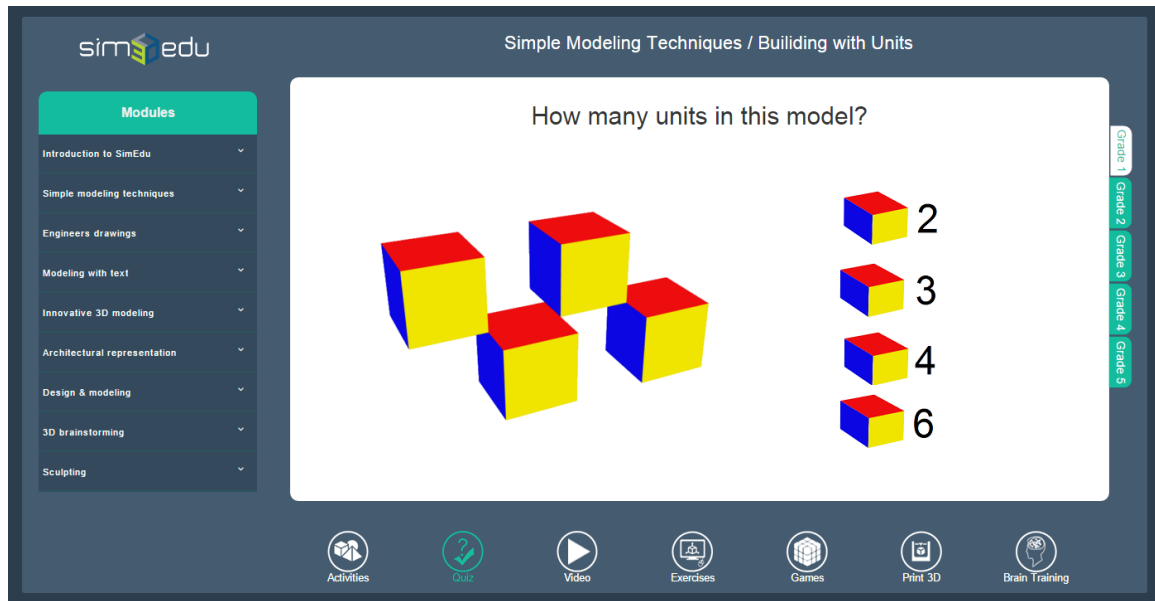 sim edu
Simple Modeling Techniques / Builiding with Units
Modules
Introduction to SimEdu
Simple modeling techniques
Engineers drawings
Modeling with text
Innovative 3D modeling
Architectural representation
Design & modeling
3D brainstorming
Sculpting
How many units in this model?
2
3
4
6
Grade 1
Grade 2
Grade 3
Grade 4
Grade 5
Activities
Quiz
Video
Exercises
Games
Print 3D
Brain Training